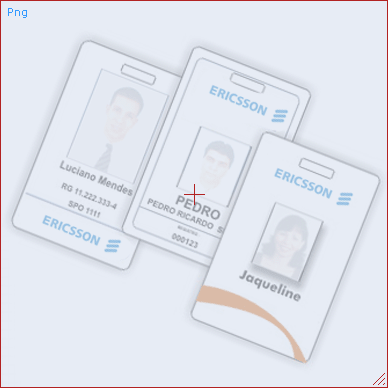 Png
Luciano Mendes
RG 11.222.333-4
SPO 1111
ERICSSON
ERICSSON
PEDRO
PEDRO RICARDO S
000123
ERICSSON
Jaqueline